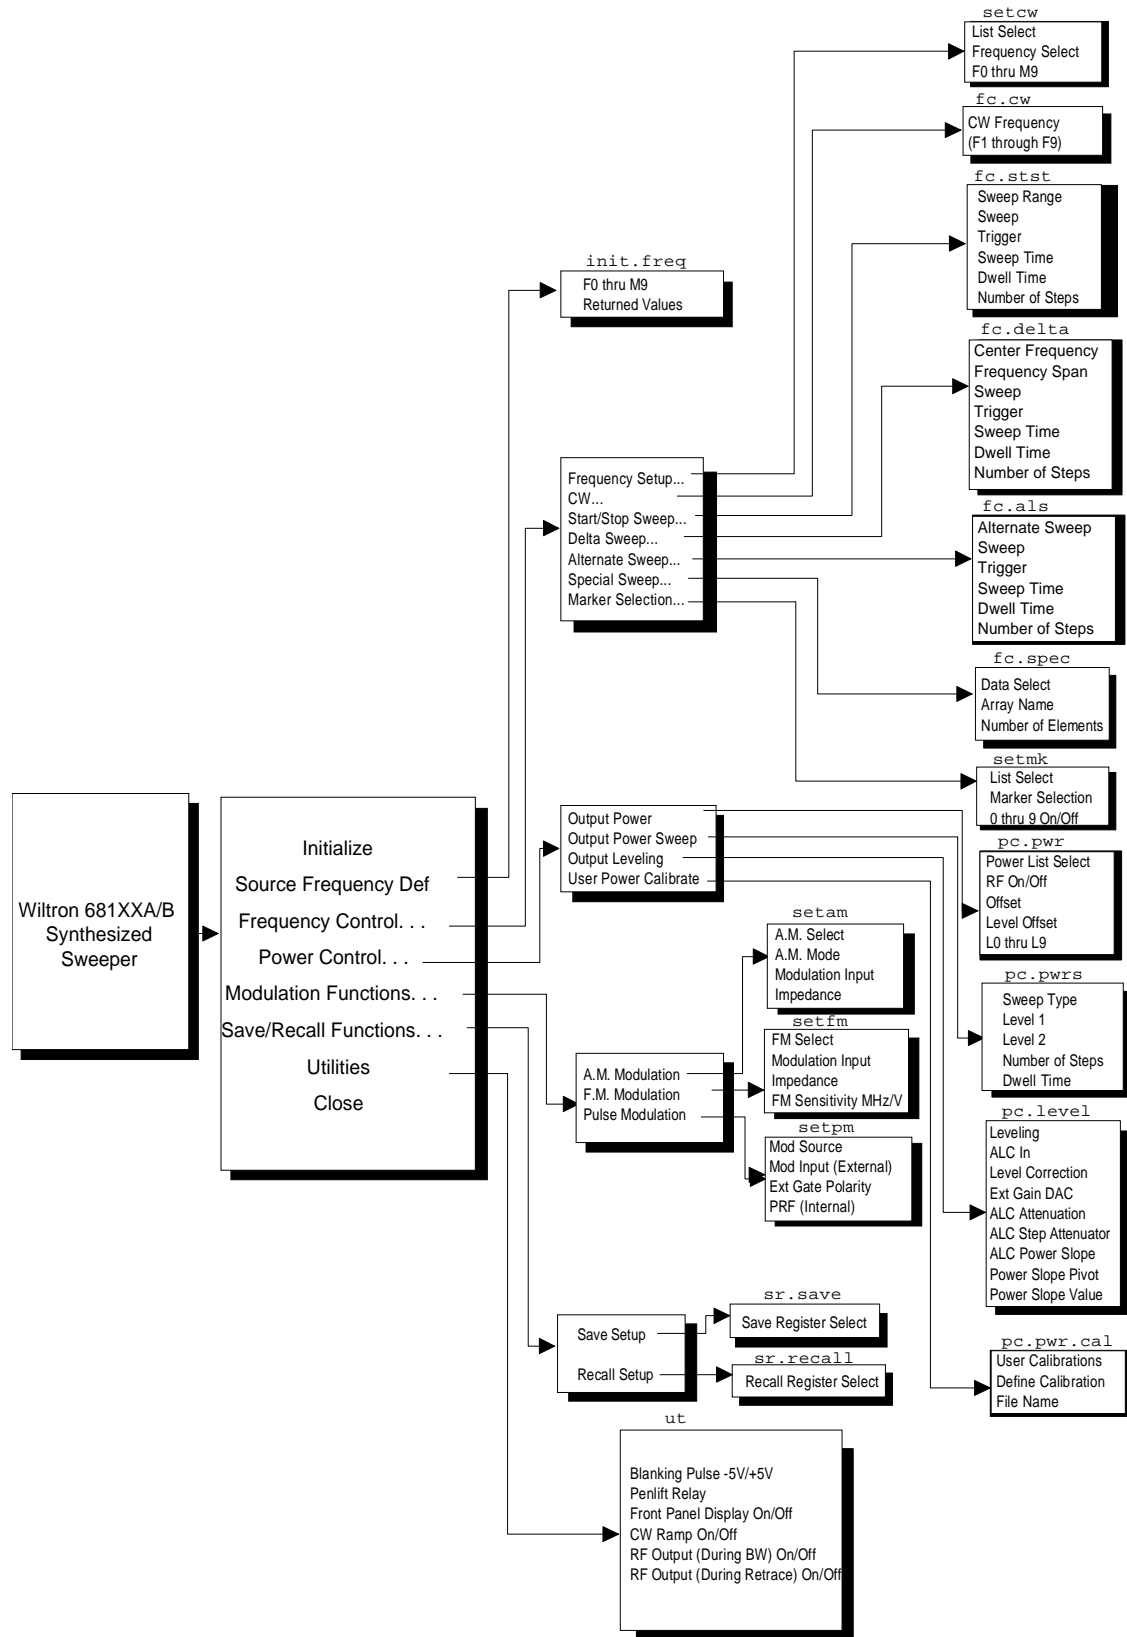 setcw
List Select
Frequency Select
F0 thru M9
fc.cw
CW Frequency
(F1 through F9)
fc.stst
Sweep Range
Sweep
Trigger
Sweep Time
Dwell Time
Number of Steps
init.freq
F0 thru M9
Returned Values
fc.delta
Center Frequency
Frequency Span
Sweep
Trigger
Sweep Time
Dwell Time
Number of Steps
Frequency Setup...
CW...
Start/Stop Sweep...
Delta Sweep...
Alternate Sweep...
Special Sweep...
Marker Selection...
fc.als
Alternate Sweep
Sweep
Trigger
Sweep Time
Dwell Time
Number of Steps
fc.spec
Data Select
Array Name
Number of Elements
setmk
List Select
Marker Selection
0 thru 9 On/Off
Wiltron 681XXA/B
Synthesized
Sweeper
Initialize
Source Frequency Def
Frequency Control. . .
Power Control. . .
Modulation Functions. . .
Save/Recall Functions. . .
Utilities
Close
Output Power
Output Power Sweep
Output Leveling
User Power Calibrate
pc.pwr
Power List Select
RF On/Off
Offset
Level Offset
L0 thru L9
setam
A.M. Select
A.M. Mode
Modulation Input
Impedance
pc.pwrs
Sweep Type
Level 1
Level 2
Number of Steps
Dwell Time
setfm
FM Select
Modulation Input
Impedance
FM Sensitivity MHz/V
A.M. Modulation
F.M. Modulation
Pulse Modulation
setpm
Mod Source
Mod Input (External)
Ext Gate Polarity
PRF (Internal)
pc.level
Leveling
ALC In
Level Correction
Ext Gain DAC
ALC Attenuation
ALC Step Attenuator
ALC Power Slope
Power Slope Pivot
Power Slope Value
Save Setup
Recall Setup
sr.save
Save Register Select
sr.recall
Recall Register Select
pc.pwr.cal
User Calibrations
Define Calibration
File Name
ut
Blanking Pulse -5V/+5V
Penlift Relay
Front Panel Display On/Off
CW Ramp On/Off
RF Output (During BW) On/Off
RF Output (During Retrace) On/Off